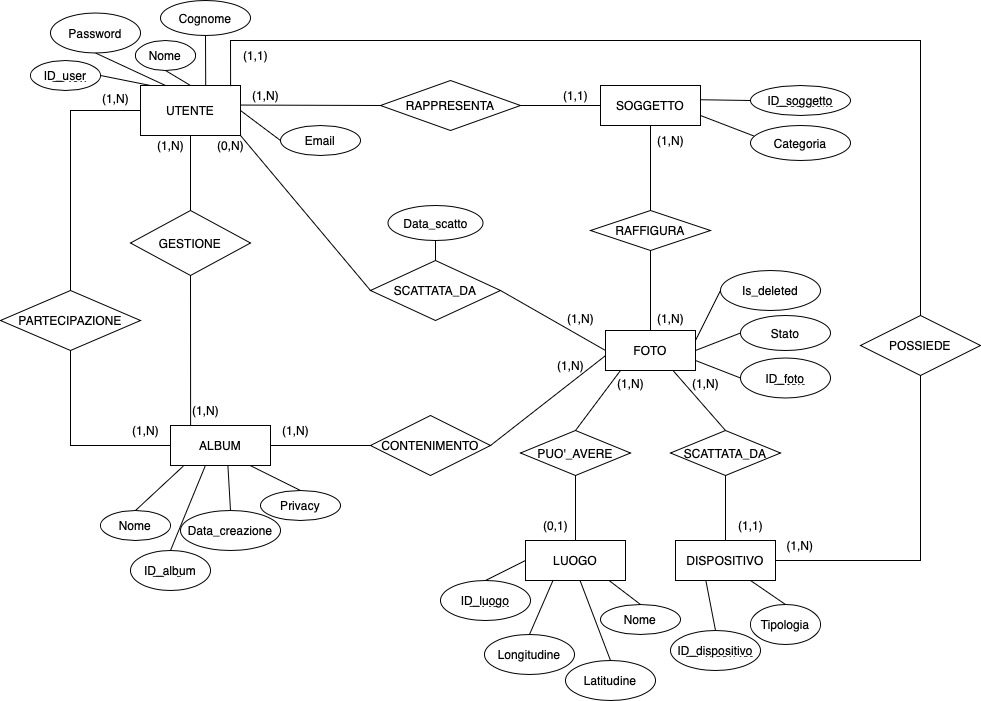 Cognome
Password
Nome
(1,1)
ID_user
(1,N)
(1,N)
(1,1)
ID_soggetto
UTENTE
RAPPRESENTA
SOGGETTO
Email
Categoria
(1,N)
(0,N)
(1,N)
Data_scatto
RAFFIGURA
GESTIONE
SCATTATA_DA
Is_deleted
PARTECIPAZIONE
(1,N)
(1,N)
Stato
FOTO
POSSIEDE
(1,N)
ID_foto
(1,N)
(1,N)
(1,N)
(1,N)
(1,N)
ALBUM
CONTENIMENTO
PUO'_AVERE
SCATTATA_DA
Privacy
Nome
Data_creazione
(0,1)
(1,1)
(1,N)
ID_album
LUOGO
DISPOSITIVO
ID_luogo
Nome
Tipologia
Longitudine
ID_dispositivo
Latitudine